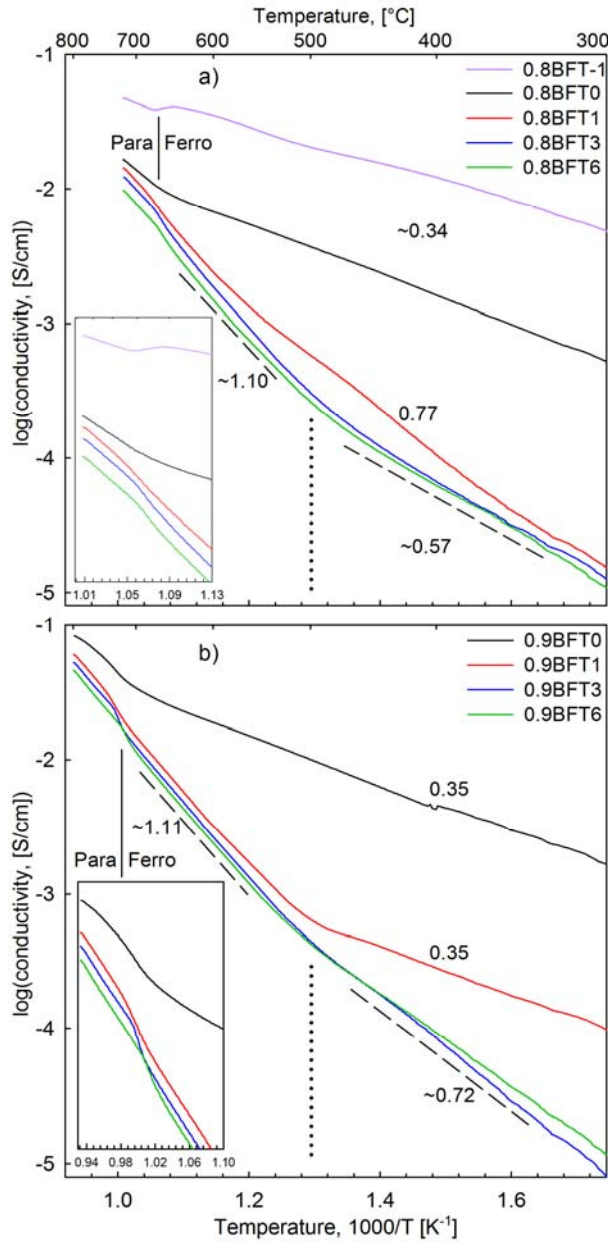 Temperature, [°C]
800 700 600 500 400 300
-1
a)
0.8BFT-1
0.8BFT0
0.8BFT1
0.8BFT3
0.8BFT6
Para Ferro
-2
~0.34
-3
~1.10
0.77
-4
~0.57
-5
1.01 1.05 1.09 1.13
log(conductivity, [S/cm])
-1
b)
0.9BFT0
0.9BFT1
0.9BFT3
0.9BFT6
-2
0.35
~1.11
Para Ferro
-3
0.35
-4
~0.72
-5
0.94 0.98 1.02 1.06 1.10
log(conductivity, [S/cm])
1.0 1.2 1.4 1.6
Temperature, 1000/T [K-1]